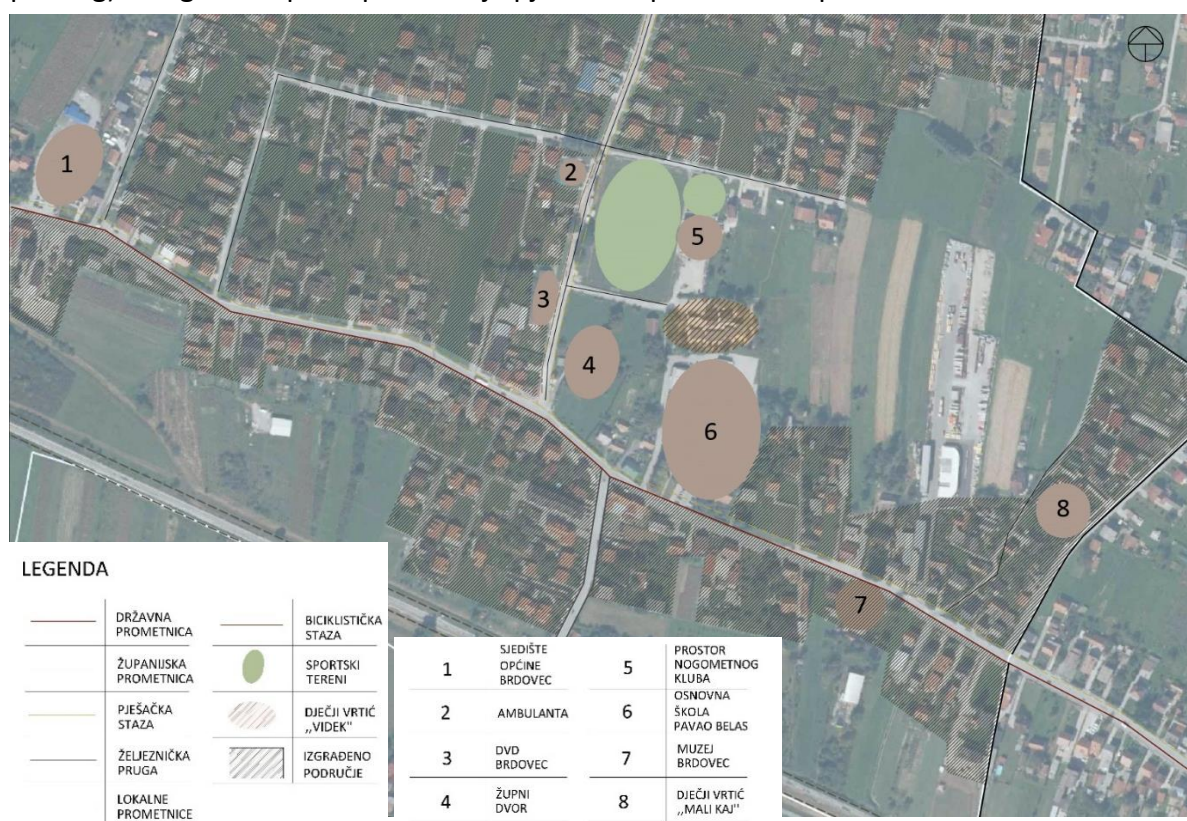 1
2
5
3
4
6
8
7
LEGENDA
DRŽAVNA
PROMETNICA
BICIKLISTIČKA
STAZA
ŽUPANIJSKA
PROMETNICA
SPORTSKI
TERENI
PJEŠAČKA
STAZA
DJEČJI VRTIĆ
„VIDEK"
ŽELJEZNIČKA
PRUGA
IZGRAĐENO
PODRUČJE
LOKALNE
PROMETNICE
1
SJEDIŠTE
OPĆINE
BRDOVEC
5
PROSTOR
NOGOMETNOG
KLUBA
2
AMBULANTA
6
OSNOVNA
ŠKOLA
PAVAO BELAS
3
DVD
BRDOVEC
7
MUZEJ
BRDOVEC
4
ŽUPNI
DVOR
8
DJEČJI VRTIĆ
„MALI KAJ"